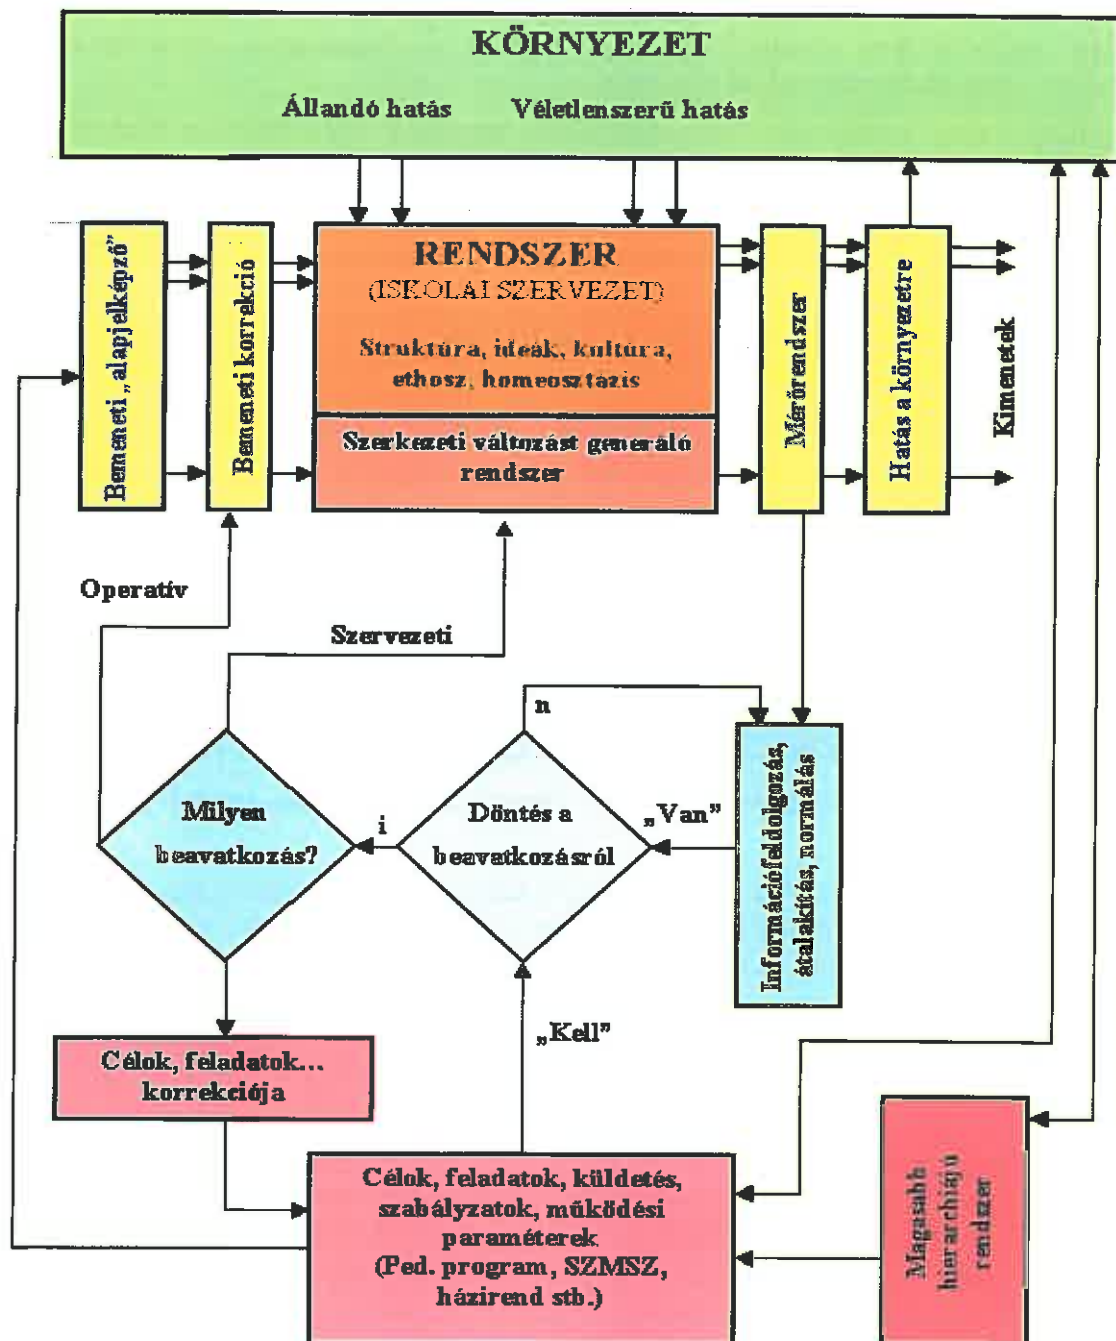 KÖRNYEZET
Állandó hatás
Véletlenszerű hatás
Bemeneti „alapjelképző”
Bemeneti korrekció
RENDSZER
(ISKOLAI SZERVEZET)
Struktúra, ideák, kultúra,
ethosz, homeosztázis
Szerkezeti változást generáló
rendszer
Mérőrendszer
Hatás a környezetre
Kimenetek
Operatív
Szervezeti
n
Milyen
beavatkozás?
i
Döntés a
beavatkozásról
„Van”
Információfeldolgozás,
átalakítás, normálás
„Kell”
Célok, feladatok...
korrekciója
Célok, feladatok, küldetés,
szabályzatok, működési
paraméterek
(Ped. program, SZMSZ,
házirend stb.)
Magasabb
hierarchiájú
rendszer